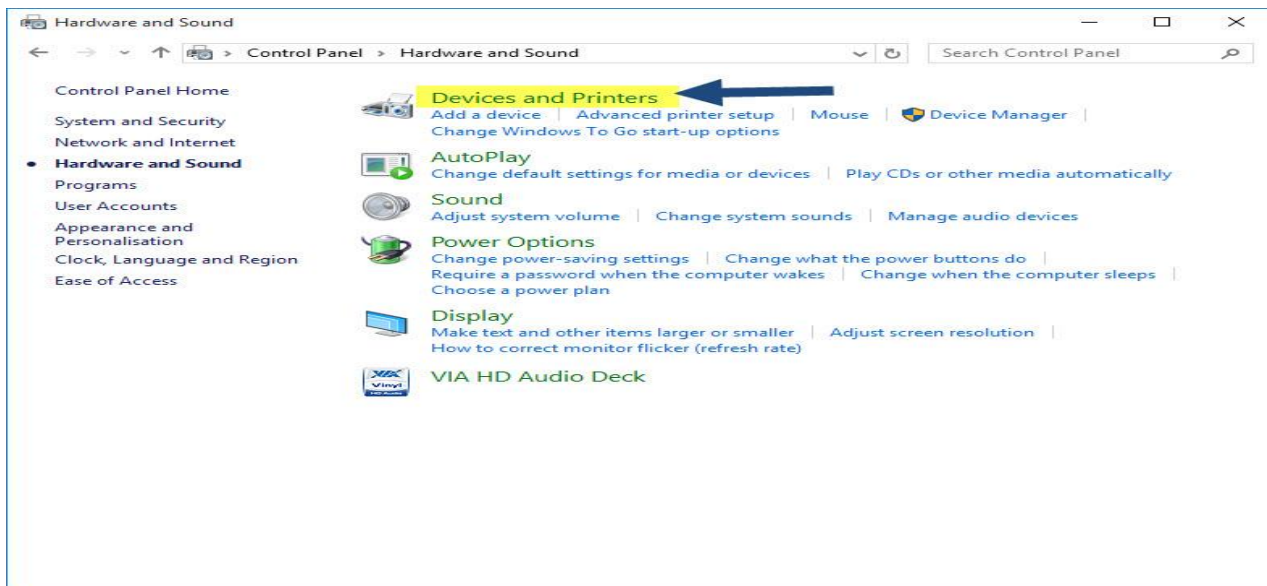 Hardware and Sound
Control Panel > Hardware and Sound
Search Control Panel
Control Panel Home
System and Security
Network and Internet
Hardware and Sound
Programs
User Accounts
Appearance and
Personalisation
Clock, Language and Region
Ease of Access
Devices and Printers
Add a device | Advanced printer setup | Mouse | Device Manager |
Change Windows To Go start-up options
AutoPlay
Change default settings for media or devices | Play CDs or other media automatically
Sound
Adjust system volume | Change system sounds | Manage audio devices
Power Options
Change power-saving settings | Change what the power buttons do |
Require a password when the computer wakes | Change when the computer sleeps |
Choose a power plan
Display
Make text and other items larger or smaller | Adjust screen resolution |
How to correct monitor flicker (refresh rate)
VIA
Vinyl
HD Audio
VIA HD Audio Deck